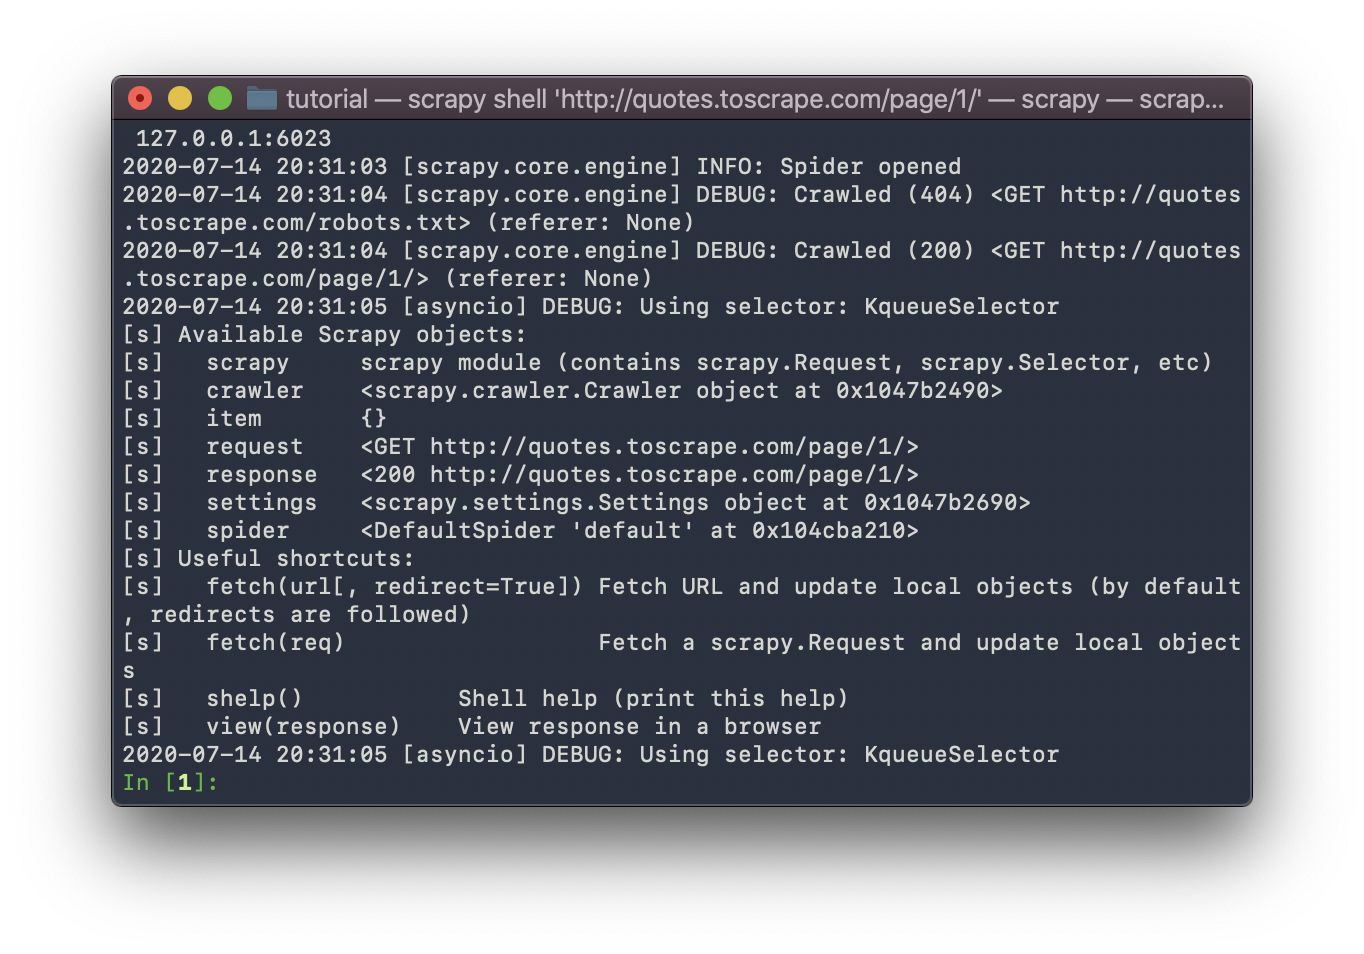 tutorial — scrapy shell 'http://quotes.toscrape.com/page/1/' — scrapy — scrap...
127.0.0.1:6023
2020-07-14 20:31:03 [scrapy.core.engine] INFO: Spider opened
2020-07-14 20:31:04 [scrapy.core.engine] DEBUG: Crawled (404) <GET http://quotes
.toscrape.com/robots.txt> (referer: None)
2020-07-14 20:31:04 [scrapy.core.engine] DEBUG: Crawled (200) <GET http://quotes
.toscrape.com/page/1/> (referer: None)
2020-07-14 20:31:05 [asyncio] DEBUG: Using selector: KqueueSelector
[s] Available Scrapy objects:
[s]   scrapy     scrapy module (contains scrapy.Request, scrapy.Selector, etc)
[s]   crawler    <scrapy.crawler.Crawler object at 0x1047b2490>
[s]   item       {}
[s]   request    <GET http://quotes.toscrape.com/page/1/>
[s]   response   <200 http://quotes.toscrape.com/page/1/>
[s]   settings   <scrapy.settings.Settings object at 0x1047b2690>
[s]   spider     <DefaultSpider 'default' at 0x104cba210>
[s] Useful shortcuts:
[s]   fetch(url[, redirect=True]) Fetch URL and update local objects (by default
, redirects are followed)
[s]   fetch(req)                  Fetch a scrapy.Request and update local object
s
[s]   shelp()           Shell help (print this help)
[s]   view(response)    View response in a browser
2020-07-14 20:31:05 [asyncio] DEBUG: Using selector: KqueueSelector
In [1]: